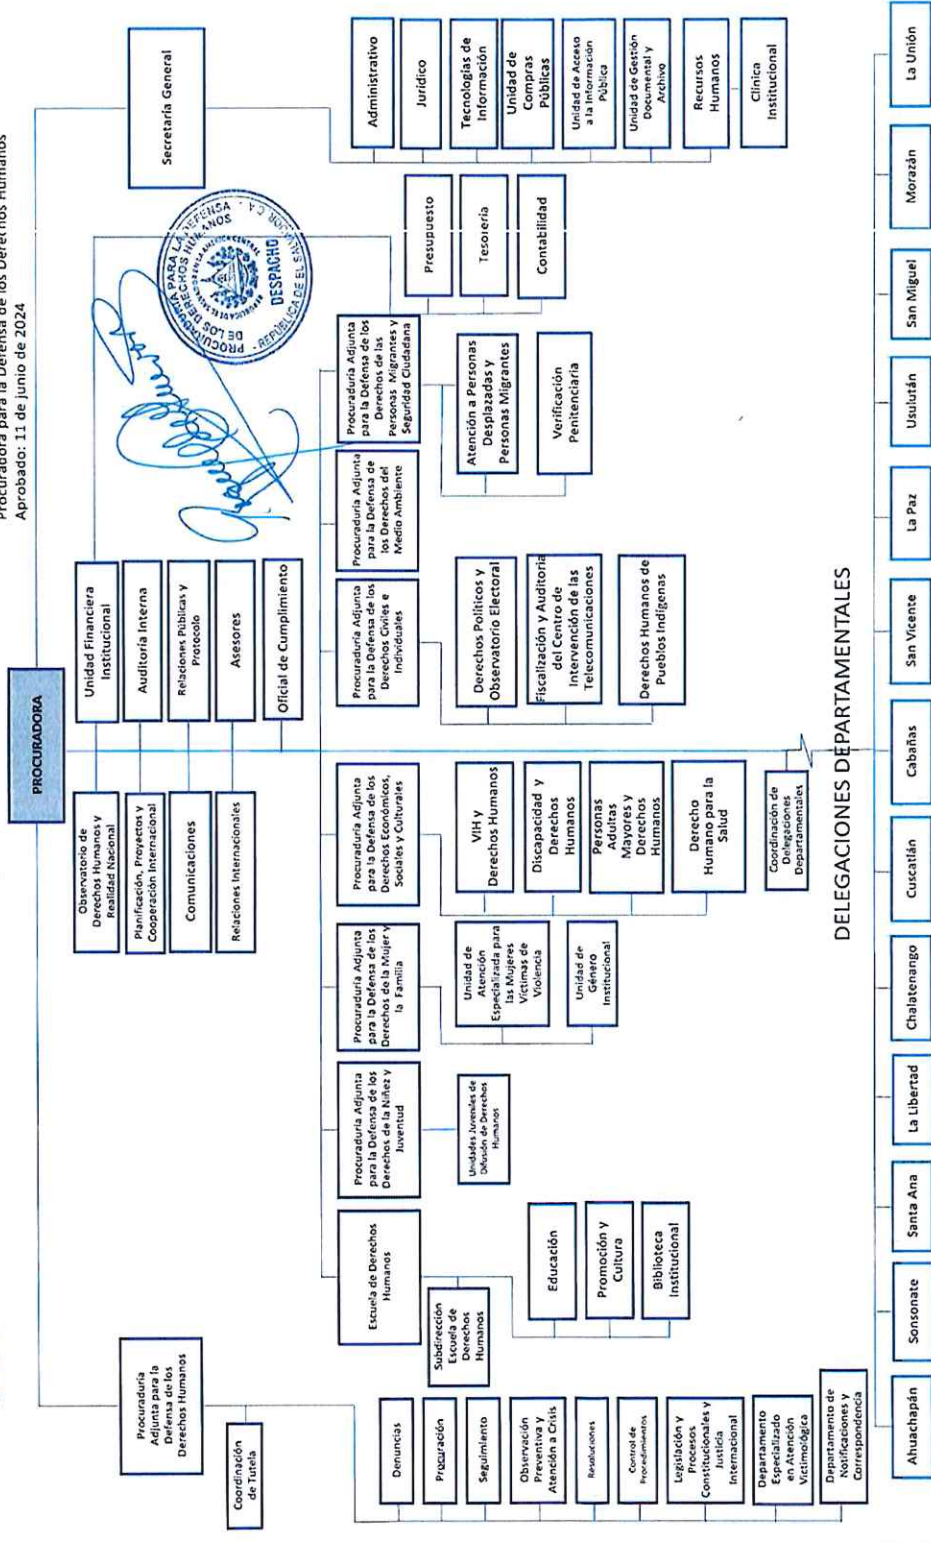 Procuradora para la Defensa de los Derechos Humanos
Aprobado: 11 de junio de 2024
PROCURADORA
Procuraduría
Adjunta para la
Defensa de los
Derechos Humanos
Secretaría General
Observatorio de
Derechos Humanos y
Realidad Nacional
Unidad Financiera
Institucional
Planificación, Proyectos y
Cooperación Internacional
Auditoría Interna
Comunicaciones
Relaciones Públicas y
Protocolo
Relaciones Internacionales
Asesores
Oficial de Cumplimiento
PROCURADURÍA PARA LA DEFENSA
DE LOS DERECHOS HUMANOS
DESPACHO
REPÚBLICA DE EL SALVADOR, C.A.
Coordinación
de Tutela
Denuncias
Procuración
Seguimiento
Observación
Preventiva y
Atención a Crisis
Resoluciones
Control de
Procedimientos
Legislación y
Procesos
Constitucionales y
Justicia
Internacional
Departamento
Especializado
en Atención
Victimológica
Departamento de
Notificaciones y
Correspondencia
Escuela de Derechos
Humanos
Subdirección
Escuela de
Derechos
Humanos
Educación
Promoción y
Cultura
Biblioteca
Institucional
Procuraduría Adjunta
para la Defensa de los
Derechos de la Niñez y
Juventud
Unidades Juveniles de
Difusión de Derechos
Humanos
Procuraduría Adjunta
para la Defensa de los
Derechos de la Mujer y
la Familia
Unidad de
Atención
Especializada para
las Mujeres
Víctimas de
Violencia
Unidad de
Género
Institucional
Procuraduría Adjunta
para la Defensa de los
Derechos Económicos,
Sociales y Culturales
VIH y
Derechos Humanos
Discapacidad y
Derechos
Humanos
Personas
Adultas
Mayores y
Derechos
Humanos
Derecho
Humano para la
Salud
Procuraduría Adjunta
para la Defensa de los
Derechos Civiles e
Individuales
Derechos Políticos y
Observatorio Electoral
Fiscalización y Auditoria
del Centro de
Intervención de las
Telecomunicaciones
Derechos Humanos de
Pueblos Indígenas
Procuraduría Adjunta
para la Defensa de
los Derechos del
Medio Ambiente
Procuraduría Adjunta
para la Defensa de los
Derechos de las
Personas Migrantes y
Seguridad Ciudadana
Atención a Personas
Desplazadas y
Personas Migrantes
Verificación
Penitenciaria
Presupuesto
Tesorería
Contabilidad
Administrativo
Jurídico
Tecnologías de
Información
Unidad de
Compras
Públicas
Unidad de Acceso
a la Información
Pública
Unidad de Gestión
Documental y
Archivo
Recursos
Humanos
Clínica
Institucional
Coordinación de
Delegaciones
Departamentales
DELEGACIONES DEPARTAMENTALES
Ahuachapán
Sonsonate
Santa Ana
La Libertad
Chalatenango
Cuscatlán
Cabañas
San Vicente
La Paz
Usulután
San Miguel
Morazán
La Unión